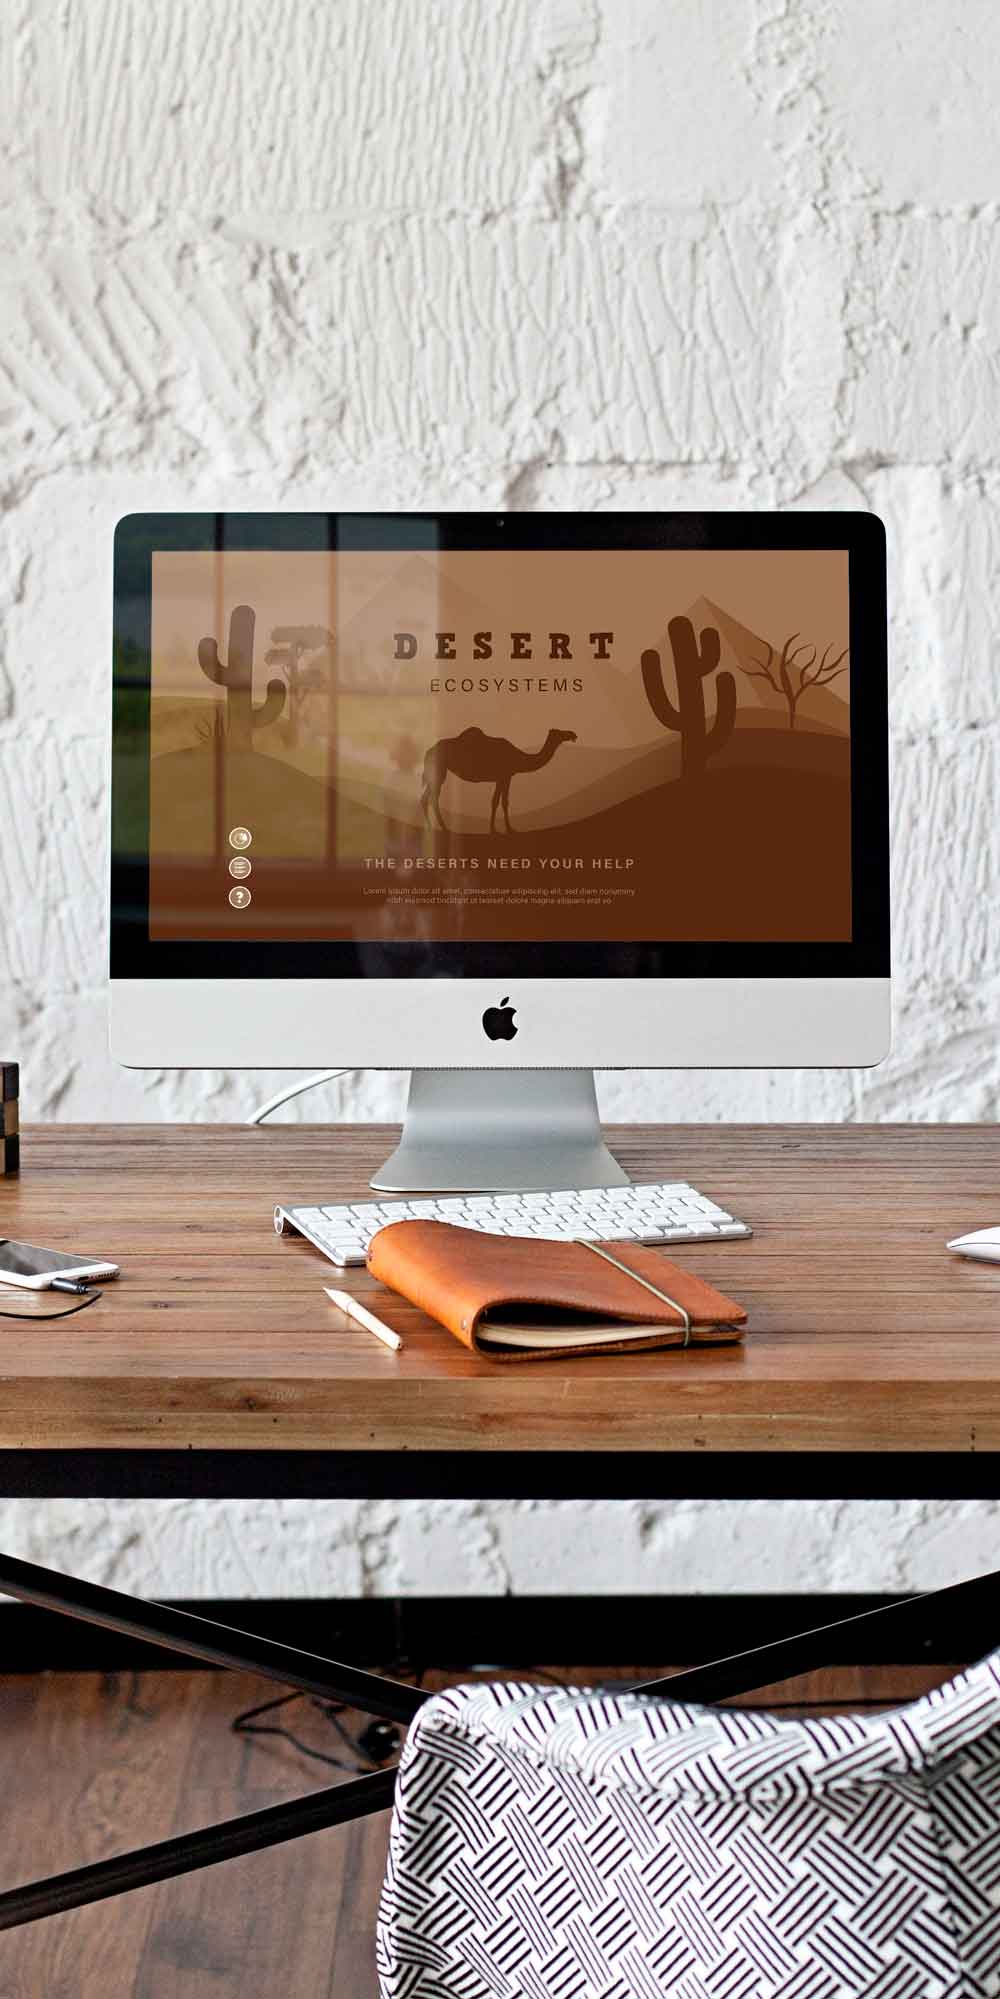 DESERT
ECOSYSTEMS
THE DESERTS NEED YOUR HELP
Lorem ipsum dolor sit amet, consectetuer adipiscing elit, sed diam nonummy
nibh euismod tincidunt ut laoreet dolore magna aliquam erat vo
?